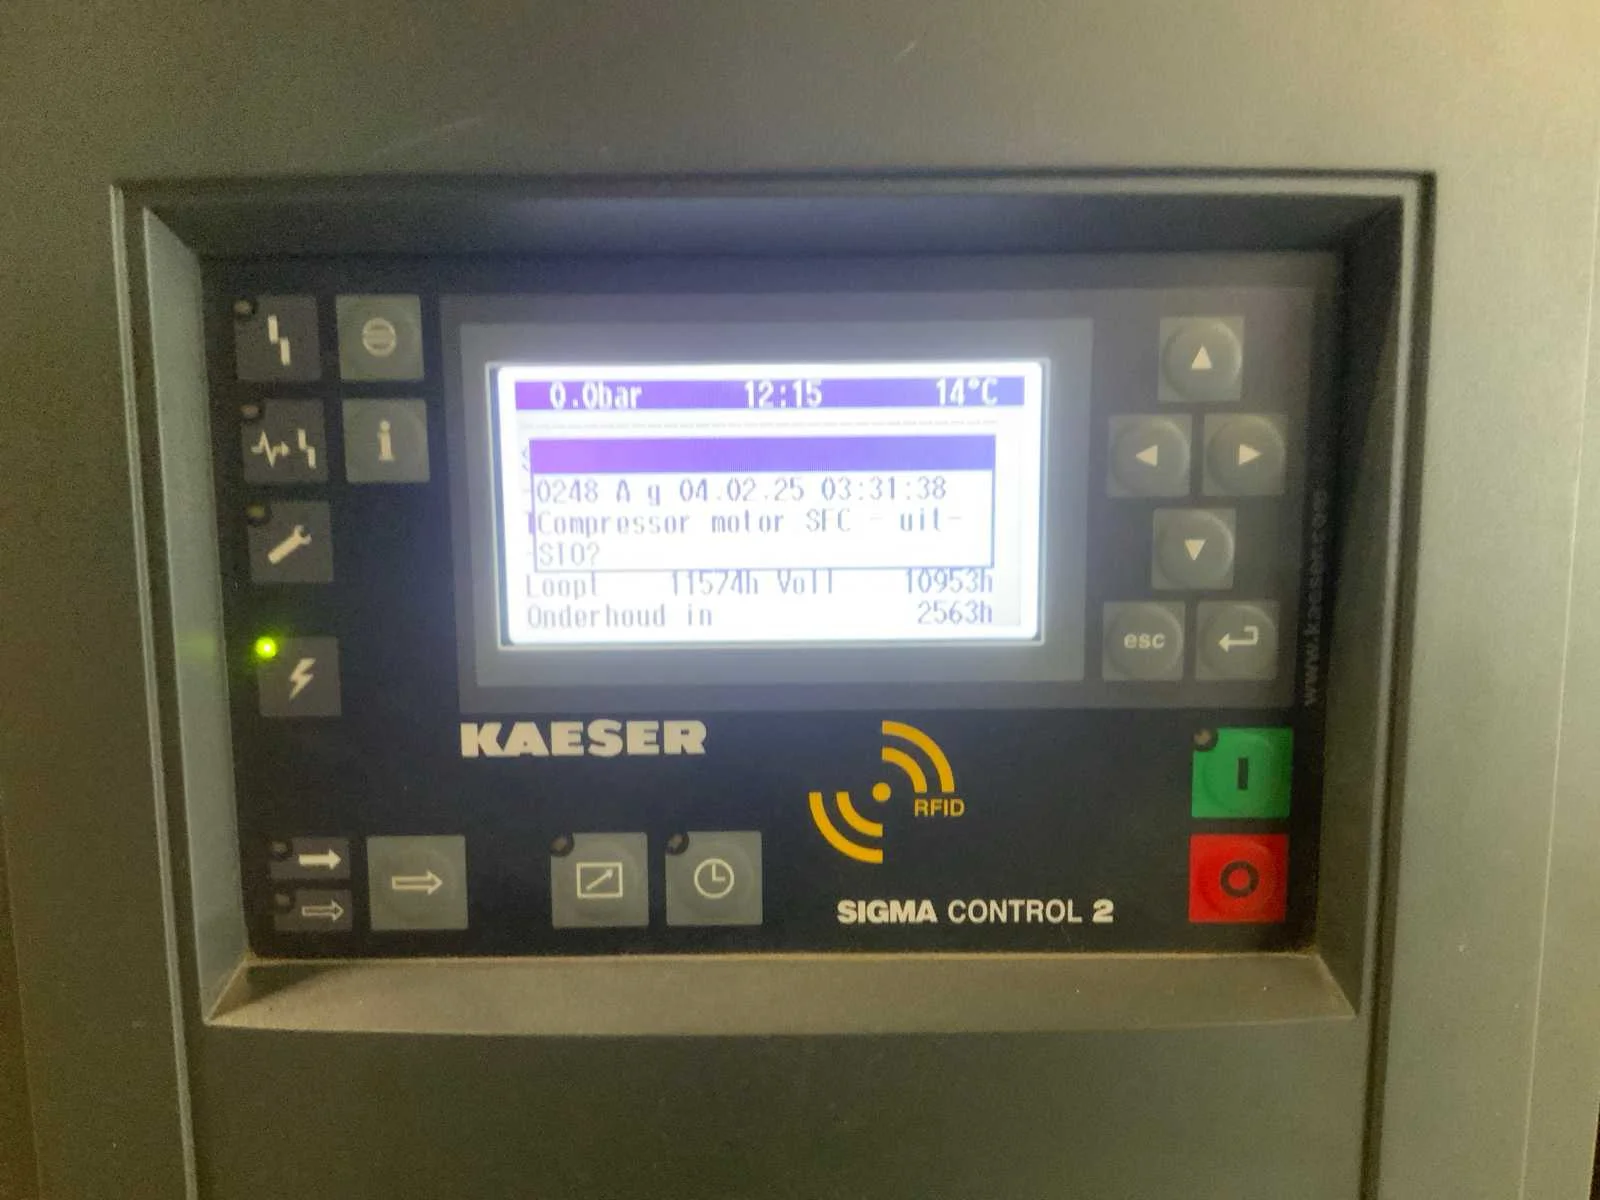 0.0bar 12:15 14°C
0248 A g 04.02.25 03:31:38
Compressor motor SFC - uit-
STO?
Loopt 11574h Voll 10953h
Onderhoud in 2563h
i
esc
www.kaeser.com
KAESER
RFID
I
SIGMA CONTROL 2
O